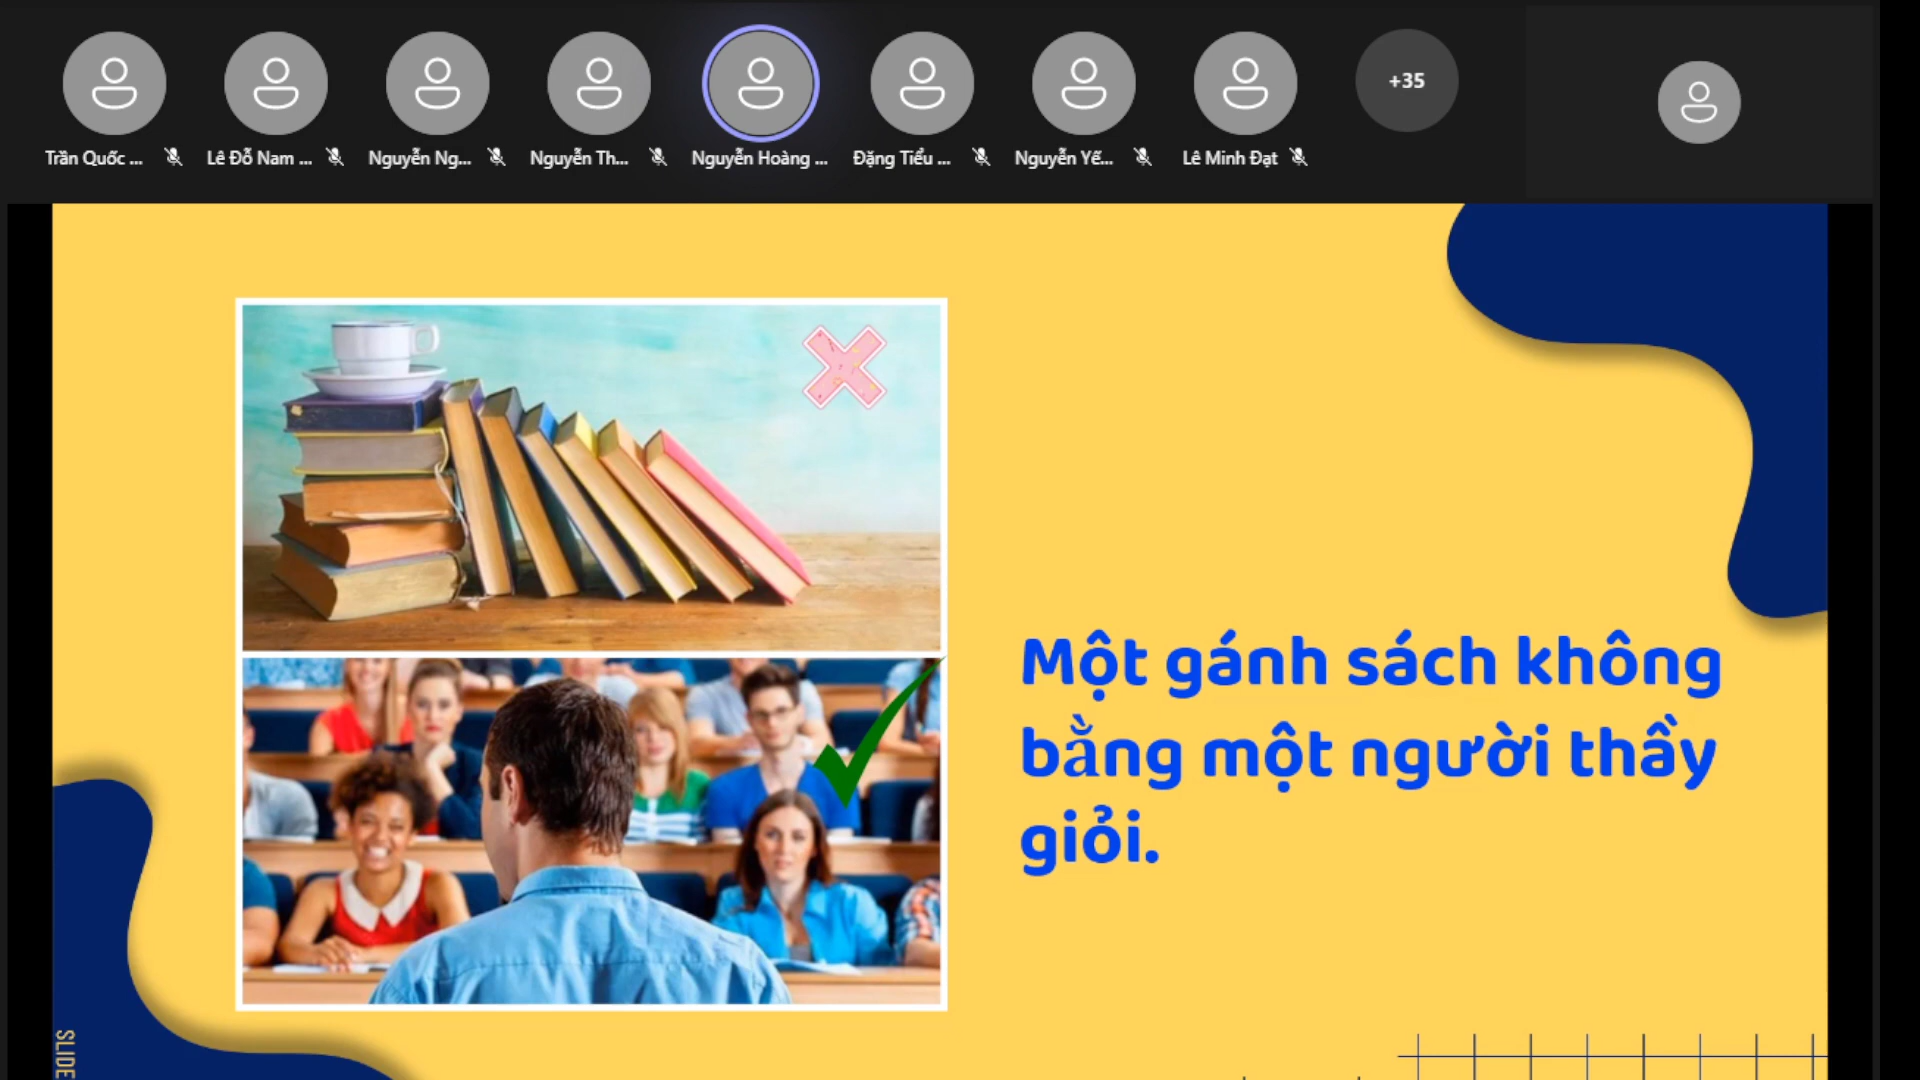 Trần Quốc ...
Lê Đỗ Nam ...
Nguyễn Ng...
Nguyễn Th...
Nguyễn Hoàng ...
Đặng Tiểu ...
Nguyễn Yế...
Lê Minh Đạt
+35
Một gánh sách không
bằng một người thầy
giỏi.
SLIDE